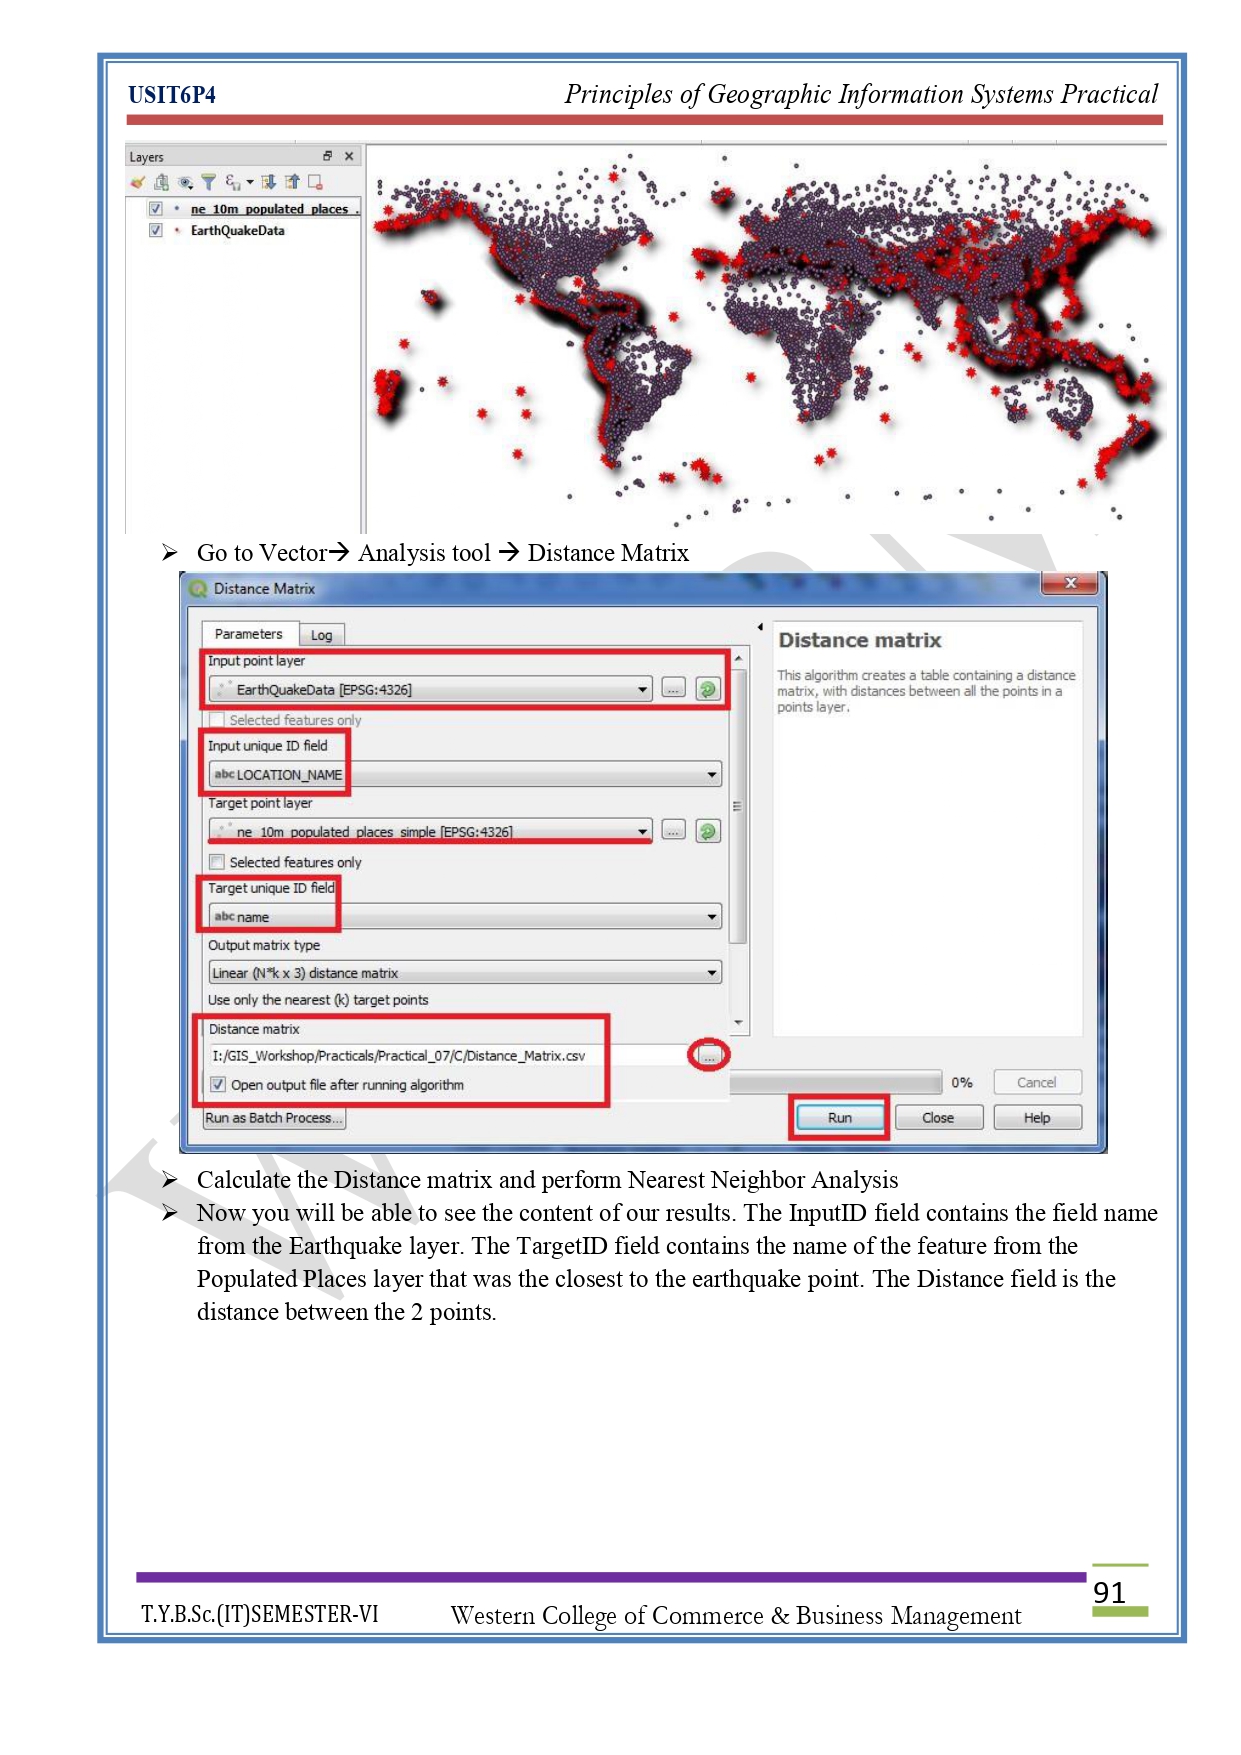 USIT6P4 Principles of Geographic Information Systems Practical
Layers
ne_10m_populated_places_.
EarthQuakeData
➢ Go to Vector→ Analysis tool → Distance Matrix
Distance Matrix
Parameters Log
Input point layer
EarthQuakeData [EPSG:4326]
...
Selected features only
Input unique ID field
abc LOCATION_NAME
Target point layer
ne_10m_populated_places_simple [EPSG:4326]
...
Selected features only
Target unique ID field
abc name
Output matrix type
Linear (N*k x 3) distance matrix
Use only the nearest (k) target points
Distance matrix
I:/GIS_Workshop/Practicals/Practical_07/C/Distance_Matrix.csv
...
Open output file after running algorithm
Distance matrix
This algorithm creates a table containing a distance
matrix, with distances between all the points in a
points layer.
0% Cancel
Run as Batch Process... Run Close Help
➢ Calculate the Distance matrix and perform Nearest Neighbor Analysis
➢ Now you will be able to see the content of our results. The InputID field contains the field name
from the Earthquake layer. The TargetID field contains the name of the feature from the
Populated Places layer that was the closest to the earthquake point. The Distance field is the
distance between the 2 points.
91
T.Y.B.Sc.(IT)SEMESTER-VI Western College of Commerce & Business Management